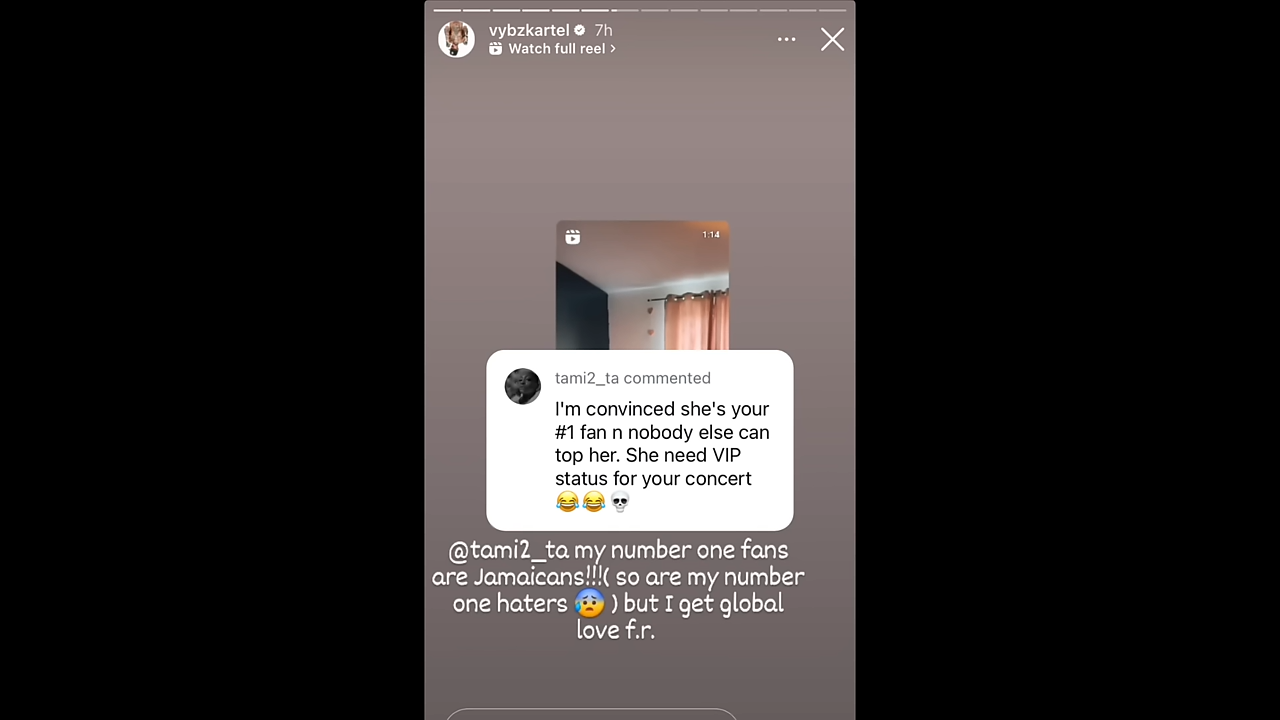 vybzkartel 7h
Watch full reel >
1:14
tami2_ta commented
I'm convinced she's your
#1 fan n nobody else can
top her. She need VIP
status for your concert
😂😂💀
@tami2_ta my number one fans
are Jamaicans!!!( so are my number
one haters 😰 ) but I get global
love f.r.